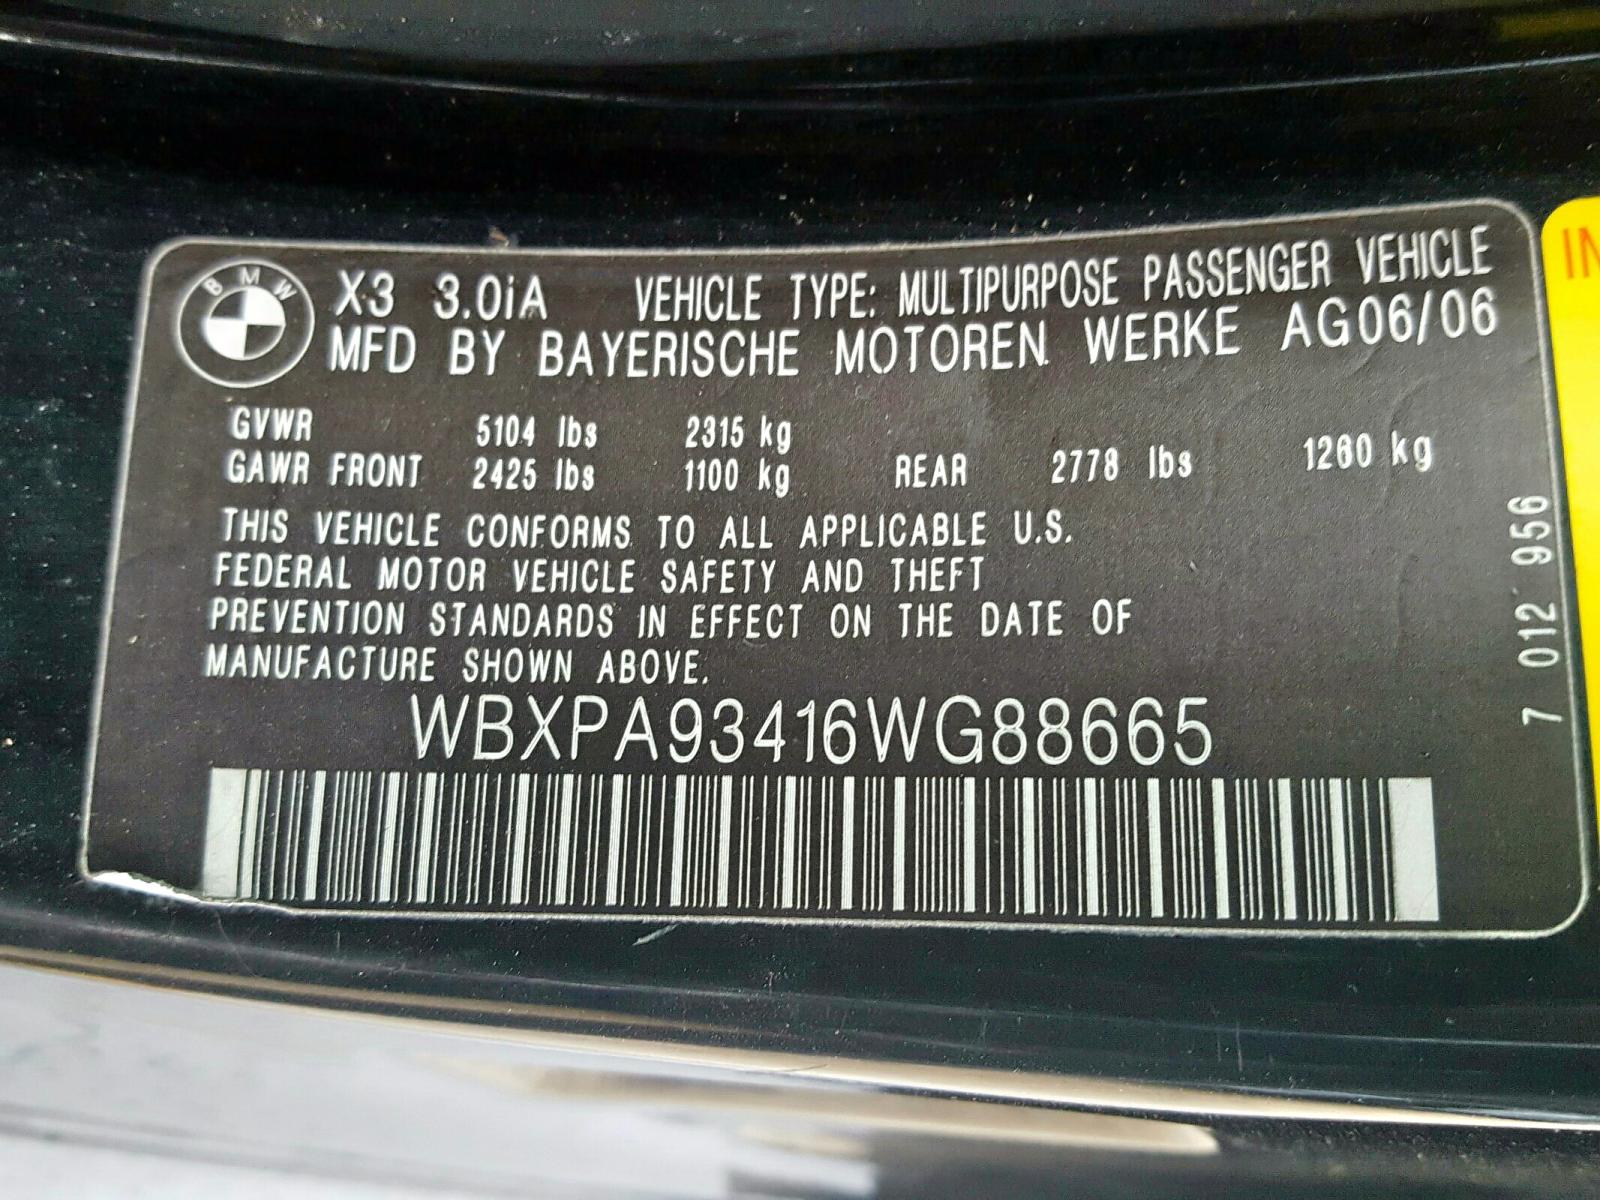 BMW
X3 3.0iA VEHICLE TYPE: MULTIPURPOSE PASSENGER VEHICLE
MFD BY BAYERISCHE MOTOREN WERKE AG06/06
GVWR 5104 lbs 2315 kg
GAWR FRONT 2425 lbs 1100 kg REAR 2778 lbs 1260 kg
THIS VEHICLE CONFORMS TO ALL APPLICABLE U.S.
FEDERAL MOTOR VEHICLE SAFETY AND THEFT
PREVENTION STANDARDS IN EFFECT ON THE DATE OF
MANUFACTURE SHOWN ABOVE.
WBXPA93416WG88665
7 012 956